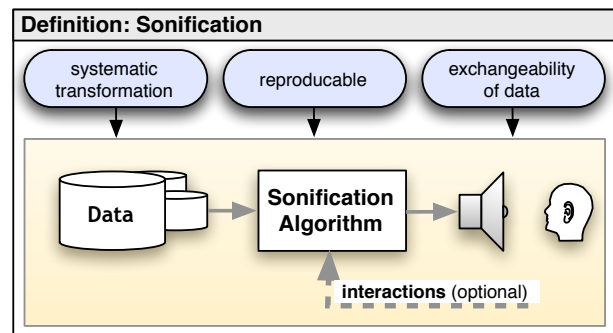 Definition: Sonification
systematic
transformation
reproducable
exchangeability
of data
Data
Sonification
Algorithm
interactions (optional)